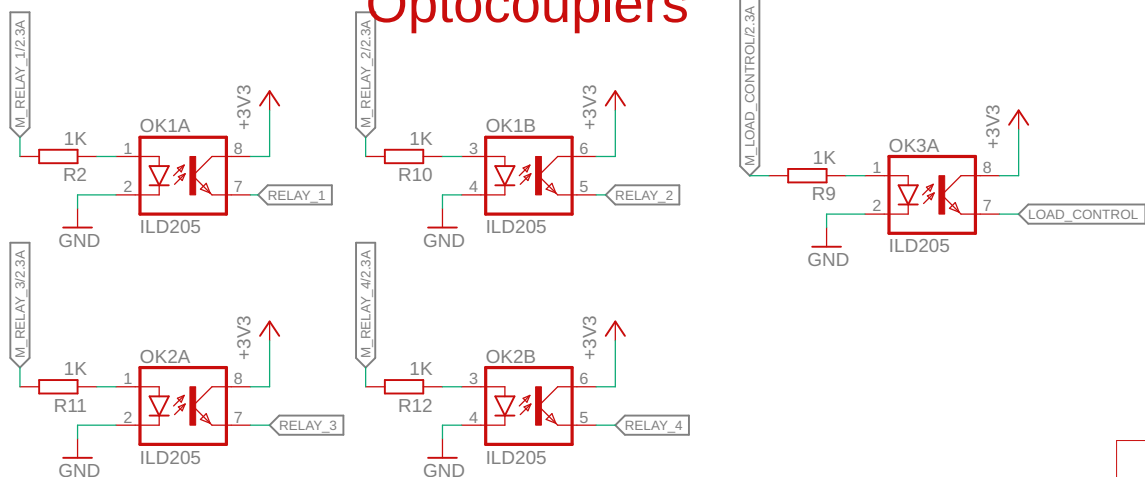 Optocouplers
M_RELAY_1/2.3A
1K
R2
OK1A
1
2
8
7
+3V3
RELAY_1
GND
ILD205
M_RELAY_2/2.3A
1K
R10
OK1B
3
4
6
5
+3V3
RELAY_2
GND
ILD205
M_LOAD_CONTROL/2.3A
1K
R9
OK3A
1
2
8
7
+3V3
LOAD_CONTROL
GND
ILD205
M_RELAY_3/2.3A
1K
R11
OK2A
1
2
8
7
+3V3
RELAY_3
GND
ILD205
M_RELAY_4/2.3A
1K
R12
OK2B
3
4
6
5
+3V3
RELAY_4
GND
ILD205